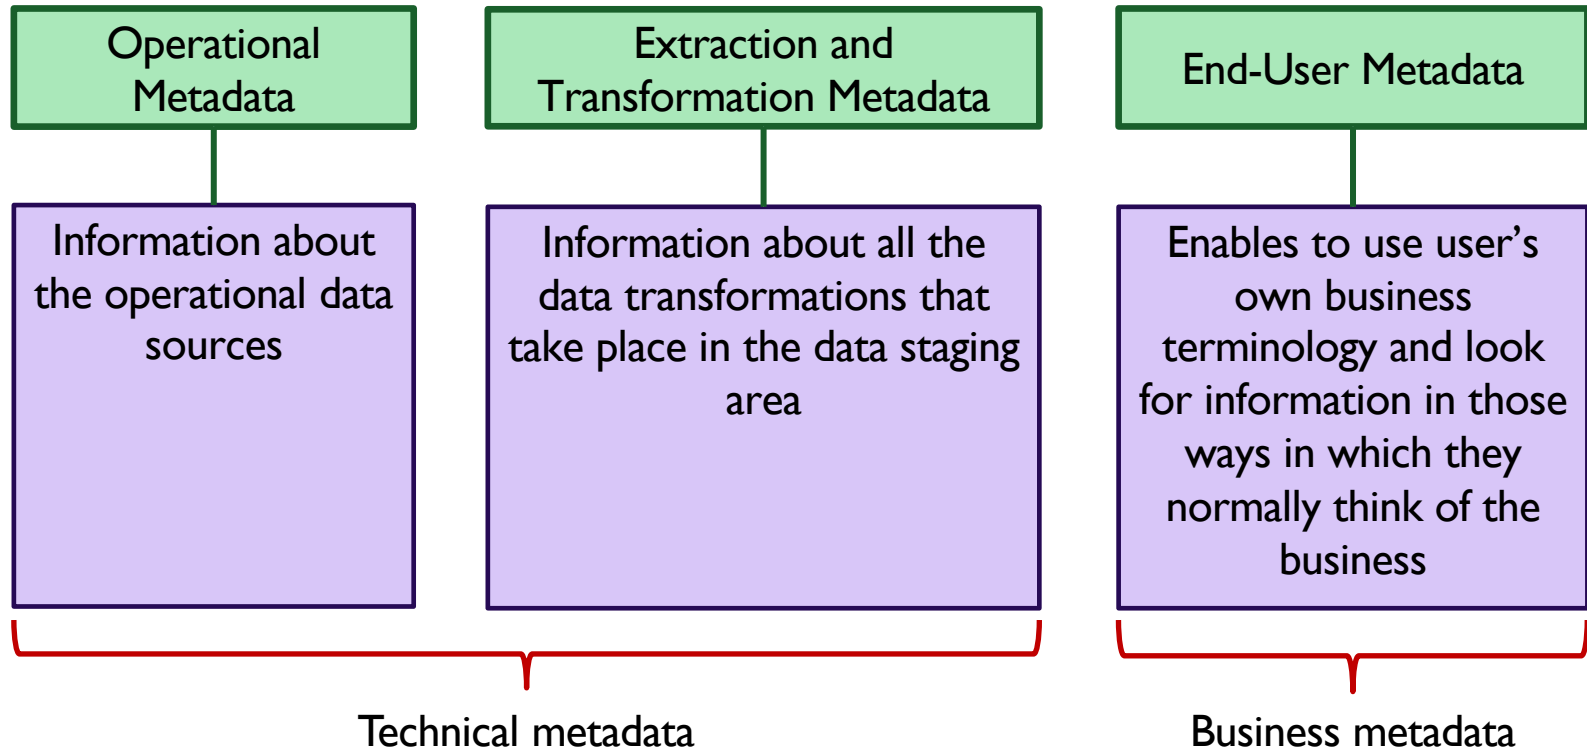 Operational
Metadata
Extraction and
Transformation Metadata
End-User Metadata
Information about
the operational data
sources
Information about all the
data transformations that
take place in the data staging
area
Enables to use user’s
own business
terminology and look
for information in those
ways in which they
normally think of the
business
Technical metadata
Business metadata